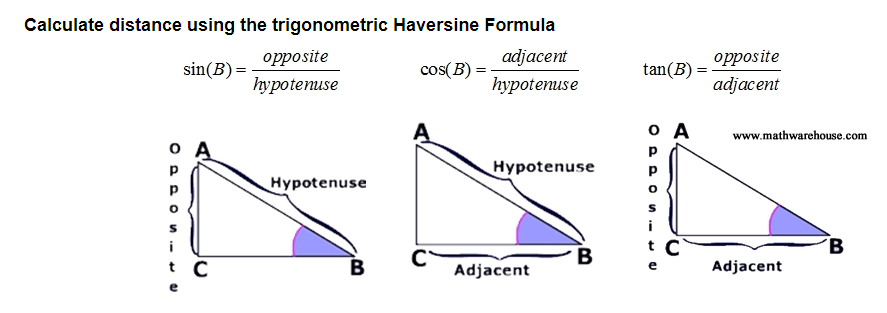 Calculate distance using the trigonometric Haversine Formula
sin(B) = opposite / hypotenuse
cos(B) = adjacent / hypotenuse
tan(B) = opposite / adjacent
www.mathwarehouse.com
opposite
A
Hypotenuse
C
B
A
Hypotenuse
C
B
Adjacent
opposite
A
C
B
Adjacent